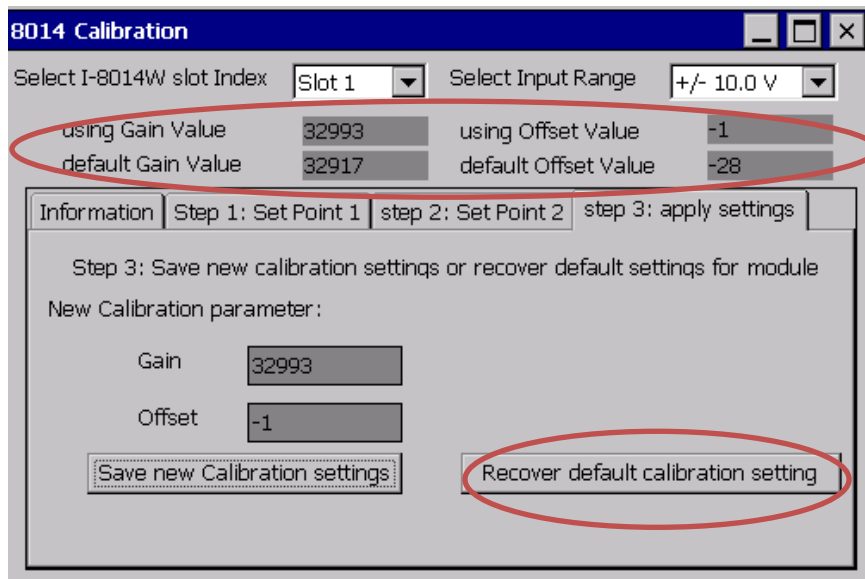 8014 Calibration
Select I-8014W slot Index Slot 1 Select Input Range +/- 10.0 V
using Gain Value 32993 using Offset Value -1
default Gain Value 32917 default Offset Value -28
Information Step 1: Set Point 1 step 2: Set Point 2 step 3: apply settings
Step 3: Save new calibration settings or recover default settings for module
New Calibration parameter:
Gain 32993
Offset -1
Save new Calibration settings Recover default calibration setting